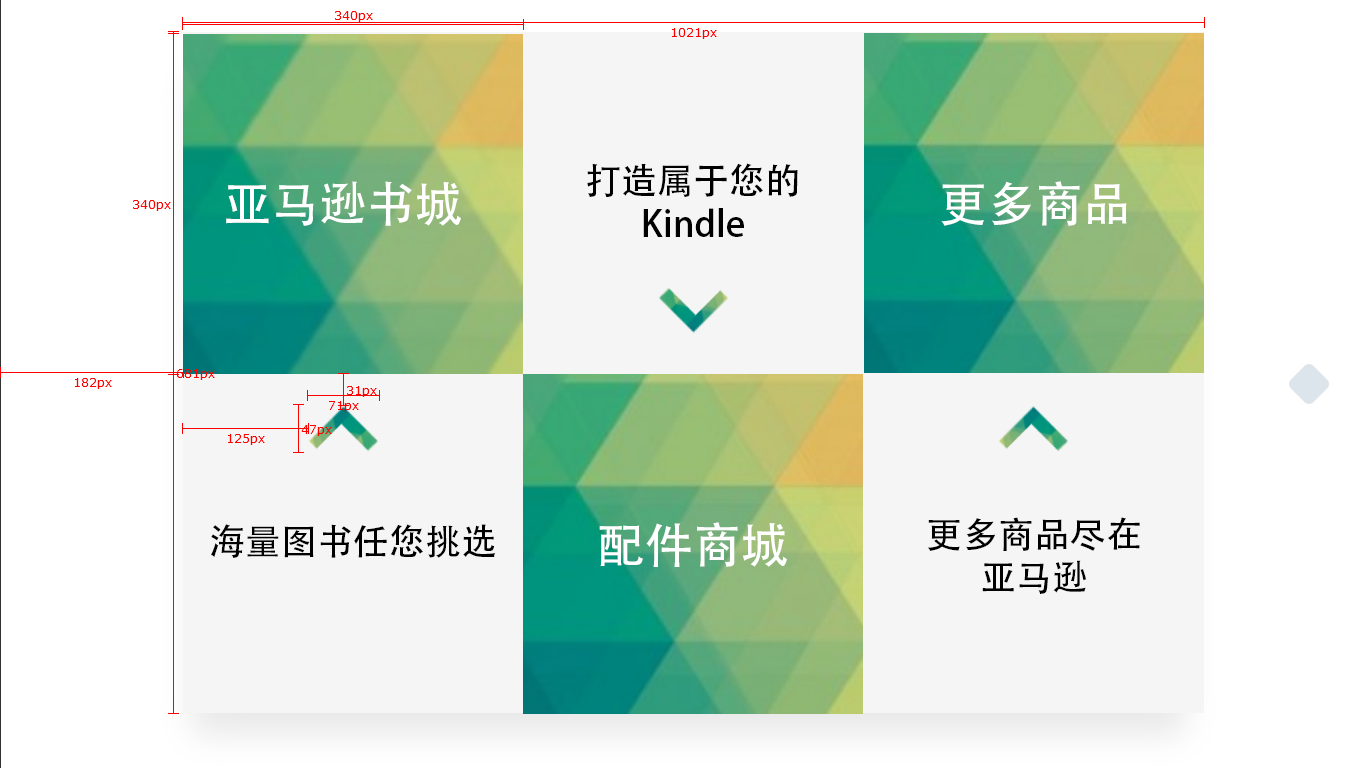 340px
1021px
亚马逊书城
打造属于您的
Kindle
更多商品
340px
182px
681px
31px
71px
47px
125px
海量图书任您挑选
配件商城
更多商品尽在
亚马逊